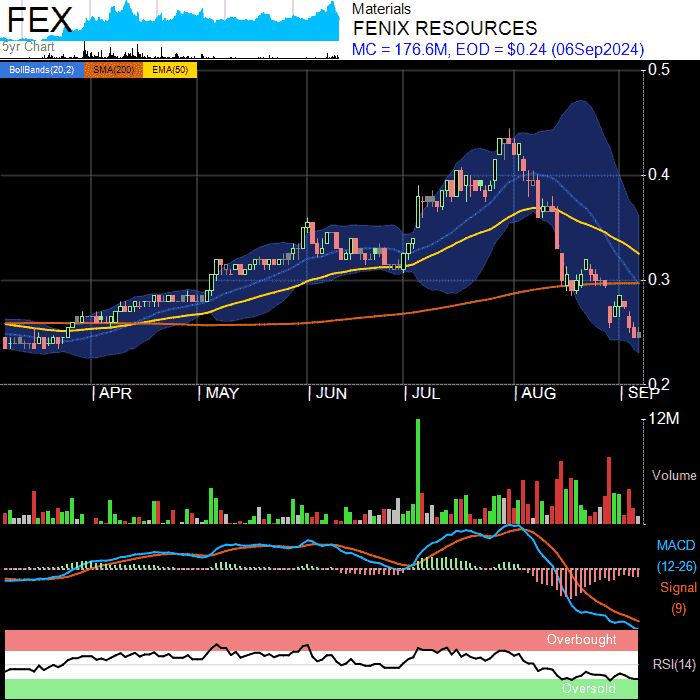 FEX
5yr Chart
Materials
FENIX RESOURCES
MC = 176.6M, EOD = $0.24 (06Sep2024)
BollBands(20,2) SMA(200) EMA(50)
0.5
0.4
0.3
0.2
APR MAY JUN JUL AUG SEP
12M
Volume
MACD
(12-26)
Signal
(9)
Overbought
RSI(14)
Oversold